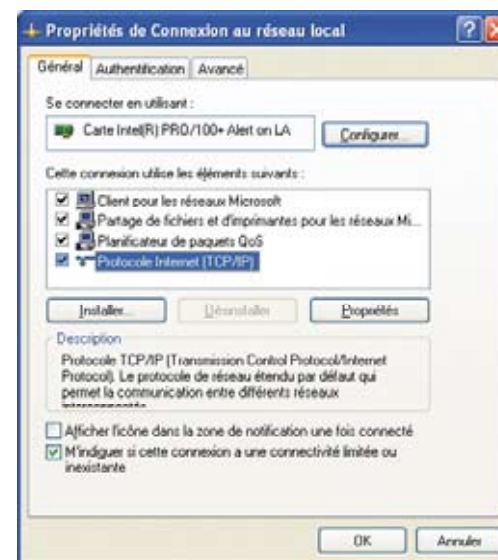 Propriétés de Connexion au réseau local
Général Authentification Avancé
Se connecter en utilisant :
Carte Intel(R) PRO/100+ Alert on LA
Configurer...
Cette connexion utilise les éléments suivants :
Client pour les réseaux Microsoft
Partage de fichiers et d'imprimantes pour les réseaux Mi...
Planificateur de paquets QoS
Protocole Internet (TCP/IP)
Installer... Désinstaller Propriétés
Description
Protocole TCP/IP (Transmission Control Protocol/Internet
Protocol). Le protocole de réseau étendu par défaut qui
permet la communication entre différents réseaux
Afficher l'icône dans la zone de notification une fois connecté
M'indiquer si cette connexion a une connectivité limitée ou
inexistante
OK Annuler